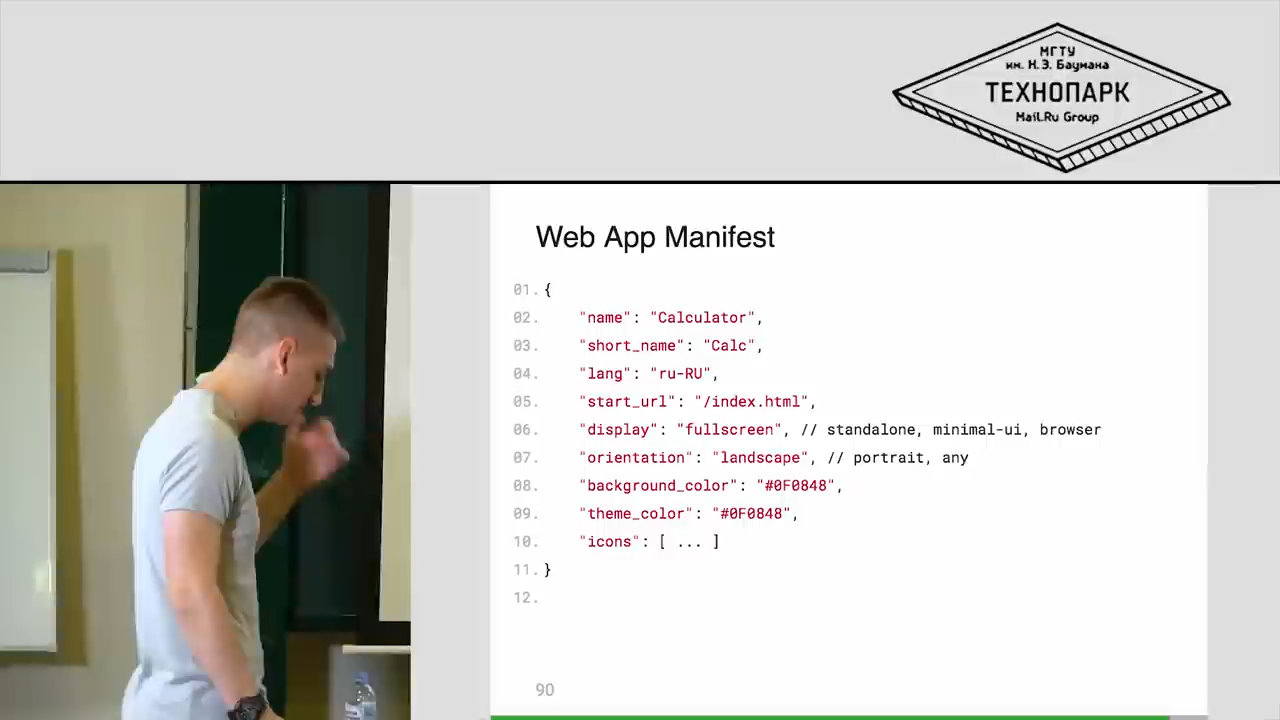 МГТУ
им. Н.Э. Баумана
ТЕХНОПАРК
Mail.Ru Group
Web App Manifest
01. {
02. "name": "Calculator",
03. "short_name": "Calc",
04. "lang": "ru-RU",
05. "start_url": "/index.html",
06. "display": "fullscreen", // standalone, minimal-ui, browser
07. "orientation": "landscape", // portrait, any
08. "background_color": "#0F0848",
09. "theme_color": "#0F0848",
10. "icons": [ ... ]
11. }
12.
90